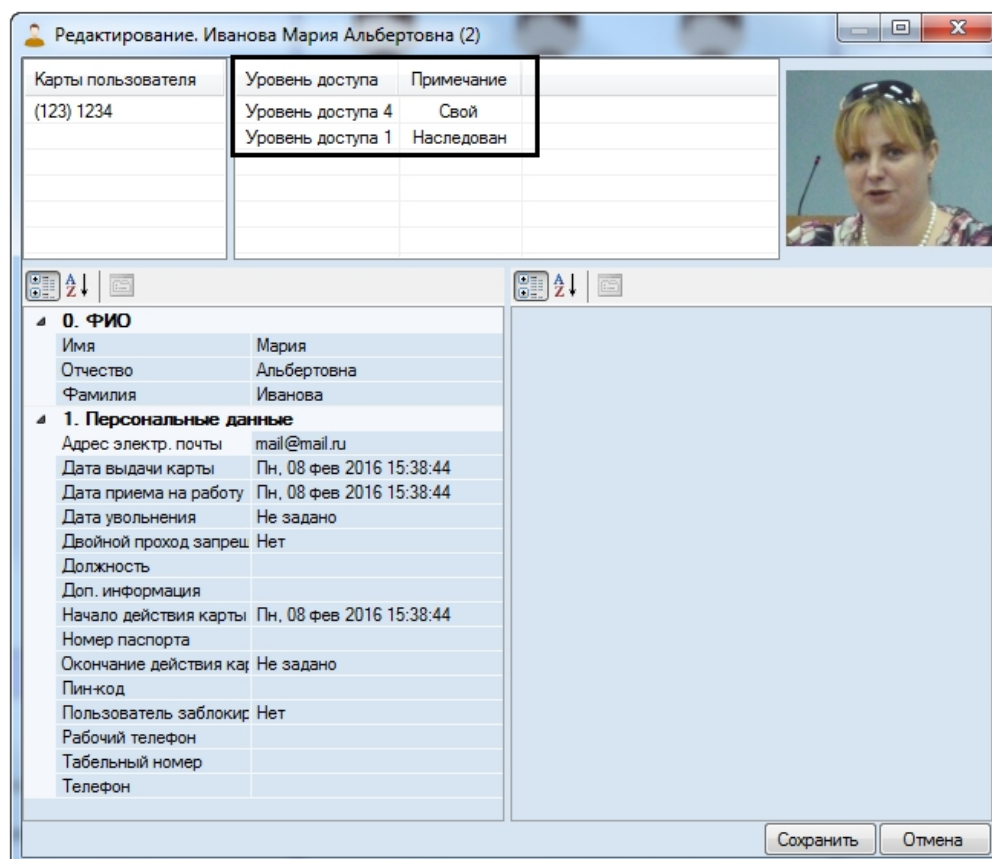 Редактирование. Иванова Мария Альбертовна (2)
Карты пользователя Уровень доступа Примечание
(123) 1234 Уровень доступа 4 Свой
Уровень доступа 1 Наследован
0. ФИО
Имя Мария
Отчество Альбертовна
Фамилия Иванова
1. Персональные данные
Адрес электр. почты mail@mail.ru
Дата выдачи карты Пн, 08 фев 2016 15:38:44
Дата приема на работу Пн, 08 фев 2016 15:38:44
Дата увольнения Не задано
Двойной проход запрещ Нет
Должность
Доп. информация
Начало действия карты Пн, 08 фев 2016 15:38:44
Номер паспорта
Окончание действия кар Не задано
Пин-код
Пользователь заблокир Нет
Рабочий телефон
Табельный номер
Телефон
Сохранить Отмена